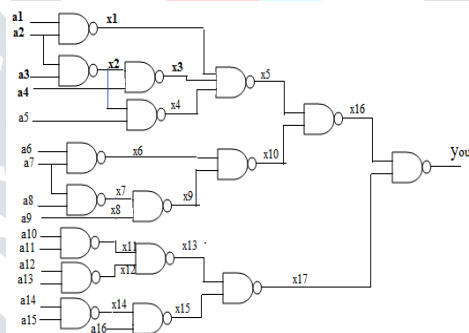 a1 x1
a2
x2 x3 x5
a3
a4 x4 x16
a5
You
a6 x6 x10
a7
x7 x9
a8
x8
a9
a10 x13
a11 x11
a12 x12
a13 x17
a14 x14 x15
a15
a16